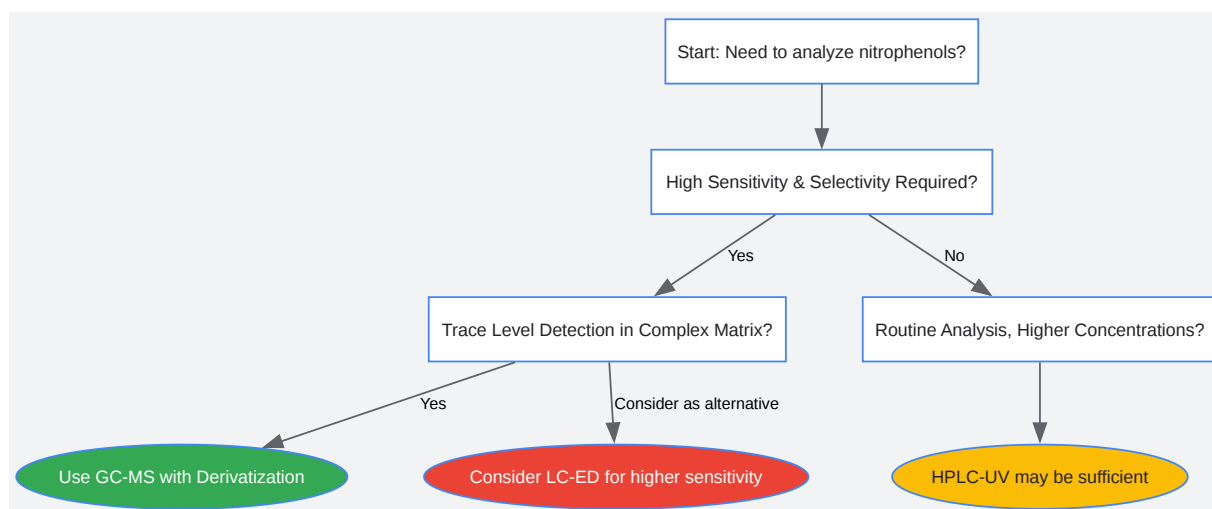 Start: Need to analyze nitrophenols?
High Sensitivity & Selectivity Required?
Yes
No
Trace Level Detection in Complex Matrix?
Routine Analysis, Higher Concentrations?
Yes
Consider as alternative
Use GC-MS with Derivatization
Consider LC-ED for higher sensitivity
HPLC-UV may be sufficient